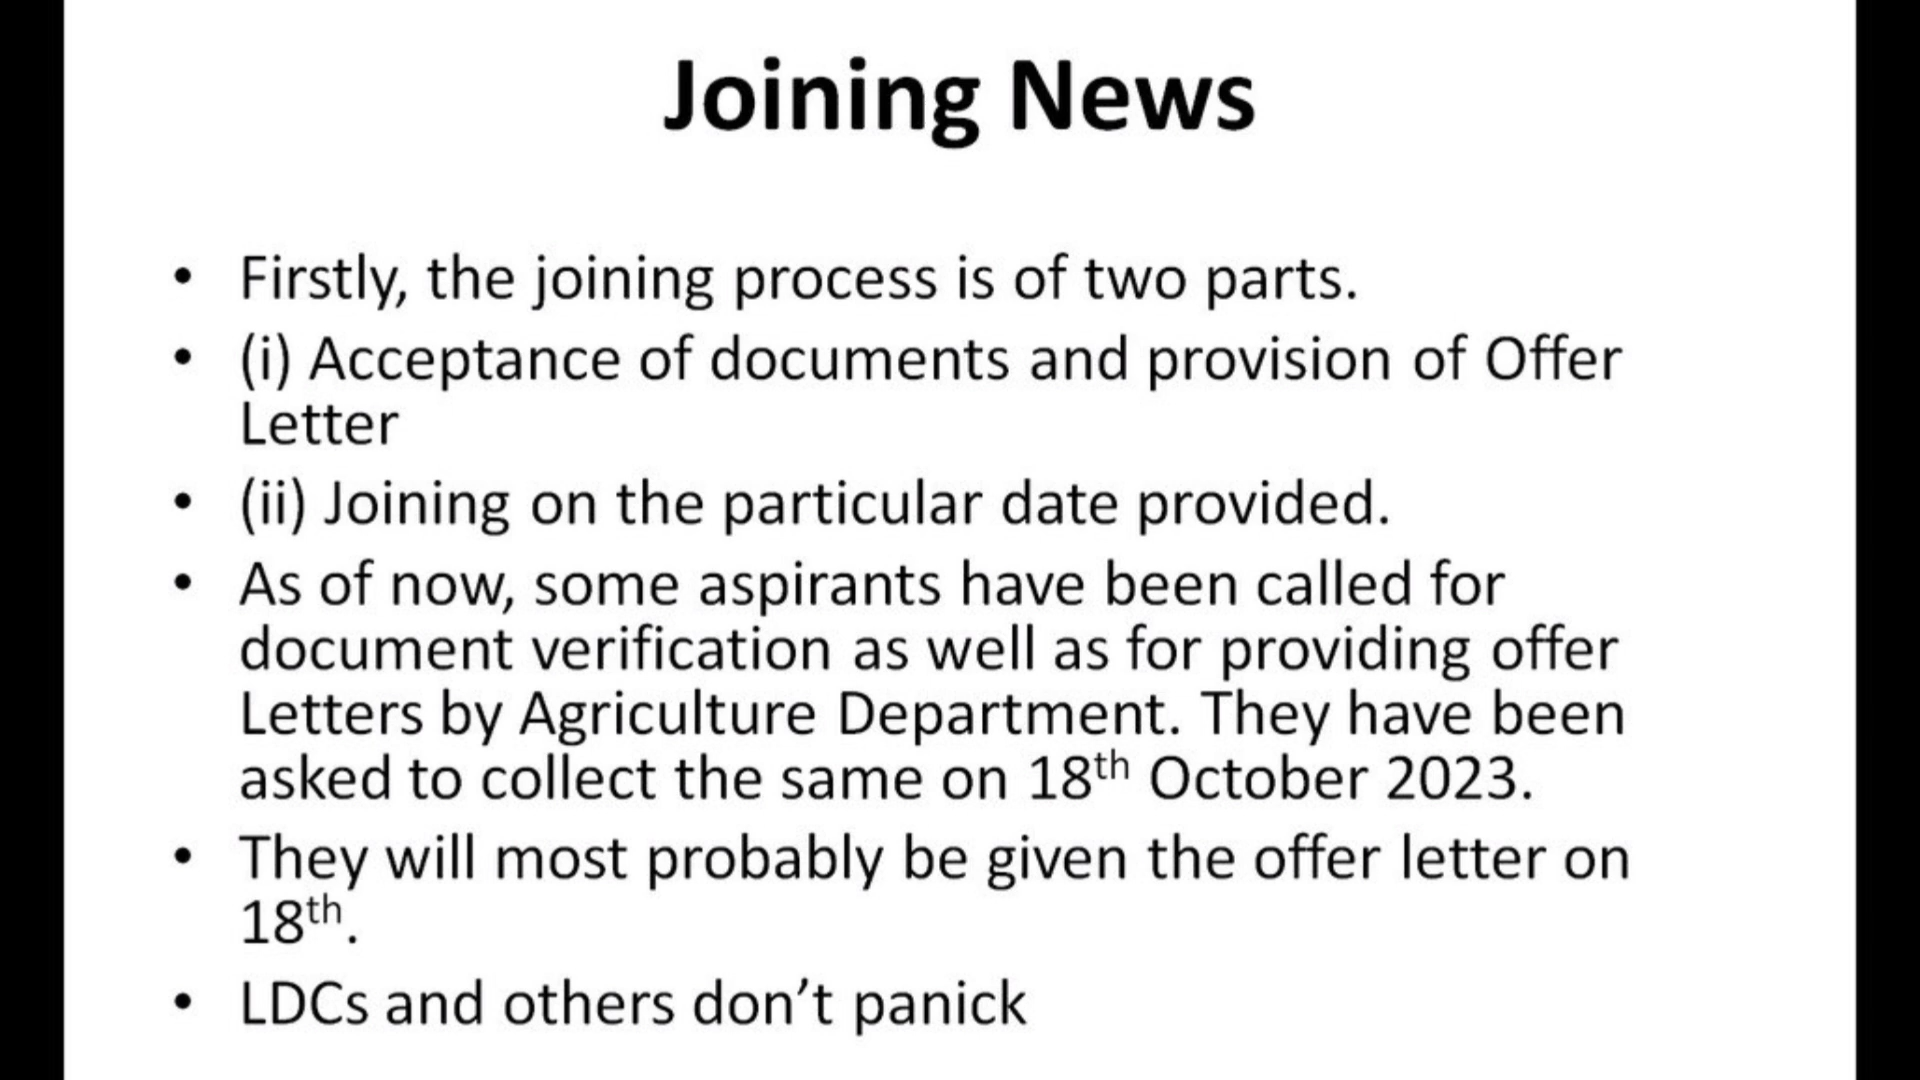 Joining News
• Firstly, the joining process is of two parts.
• (i) Acceptance of documents and provision of Offer
Letter
• (ii) Joining on the particular date provided.
• As of now, some aspirants have been called for
document verification as well as for providing offer
Letters by Agriculture Department. They have been
asked to collect the same on 18th October 2023.
• They will most probably be given the offer letter on
18th.
• LDCs and others don’t panick